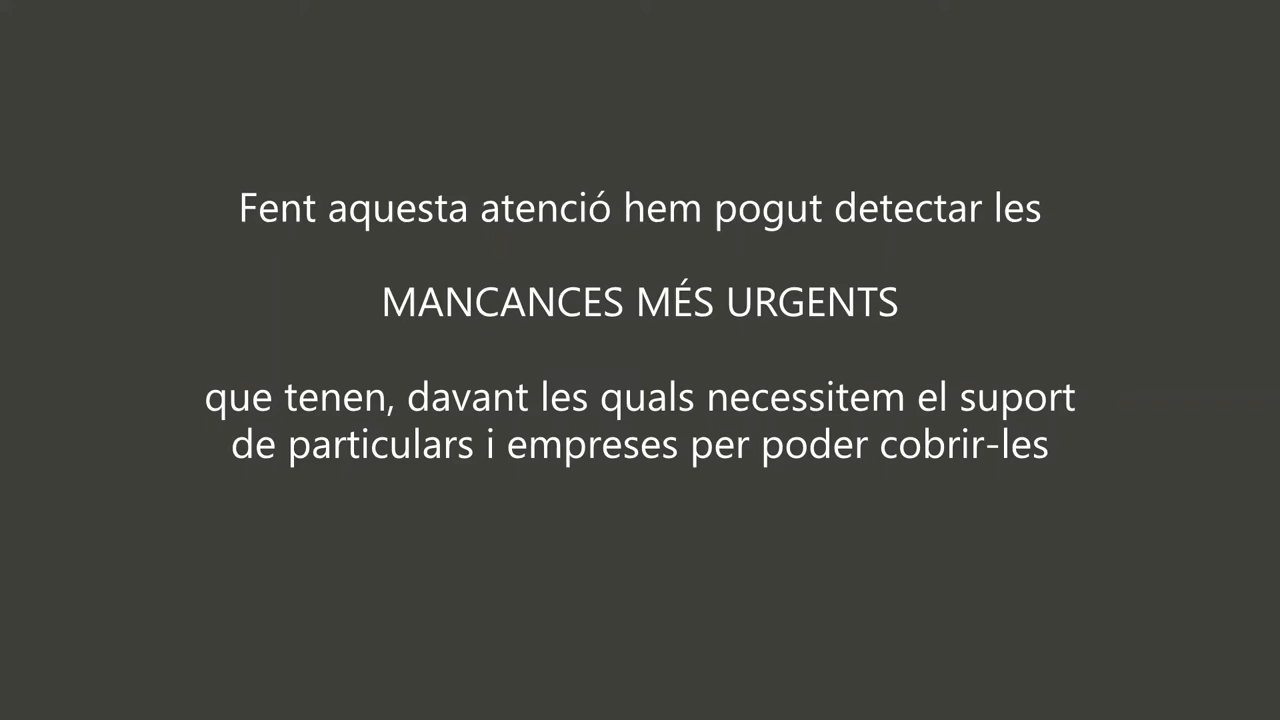 Fent aquesta atenció hem pogut detectar les
MANCANCES MÉS URGENTS
que tenen, davant les quals necessitem el suport
de particulars i empreses per poder cobrir-les